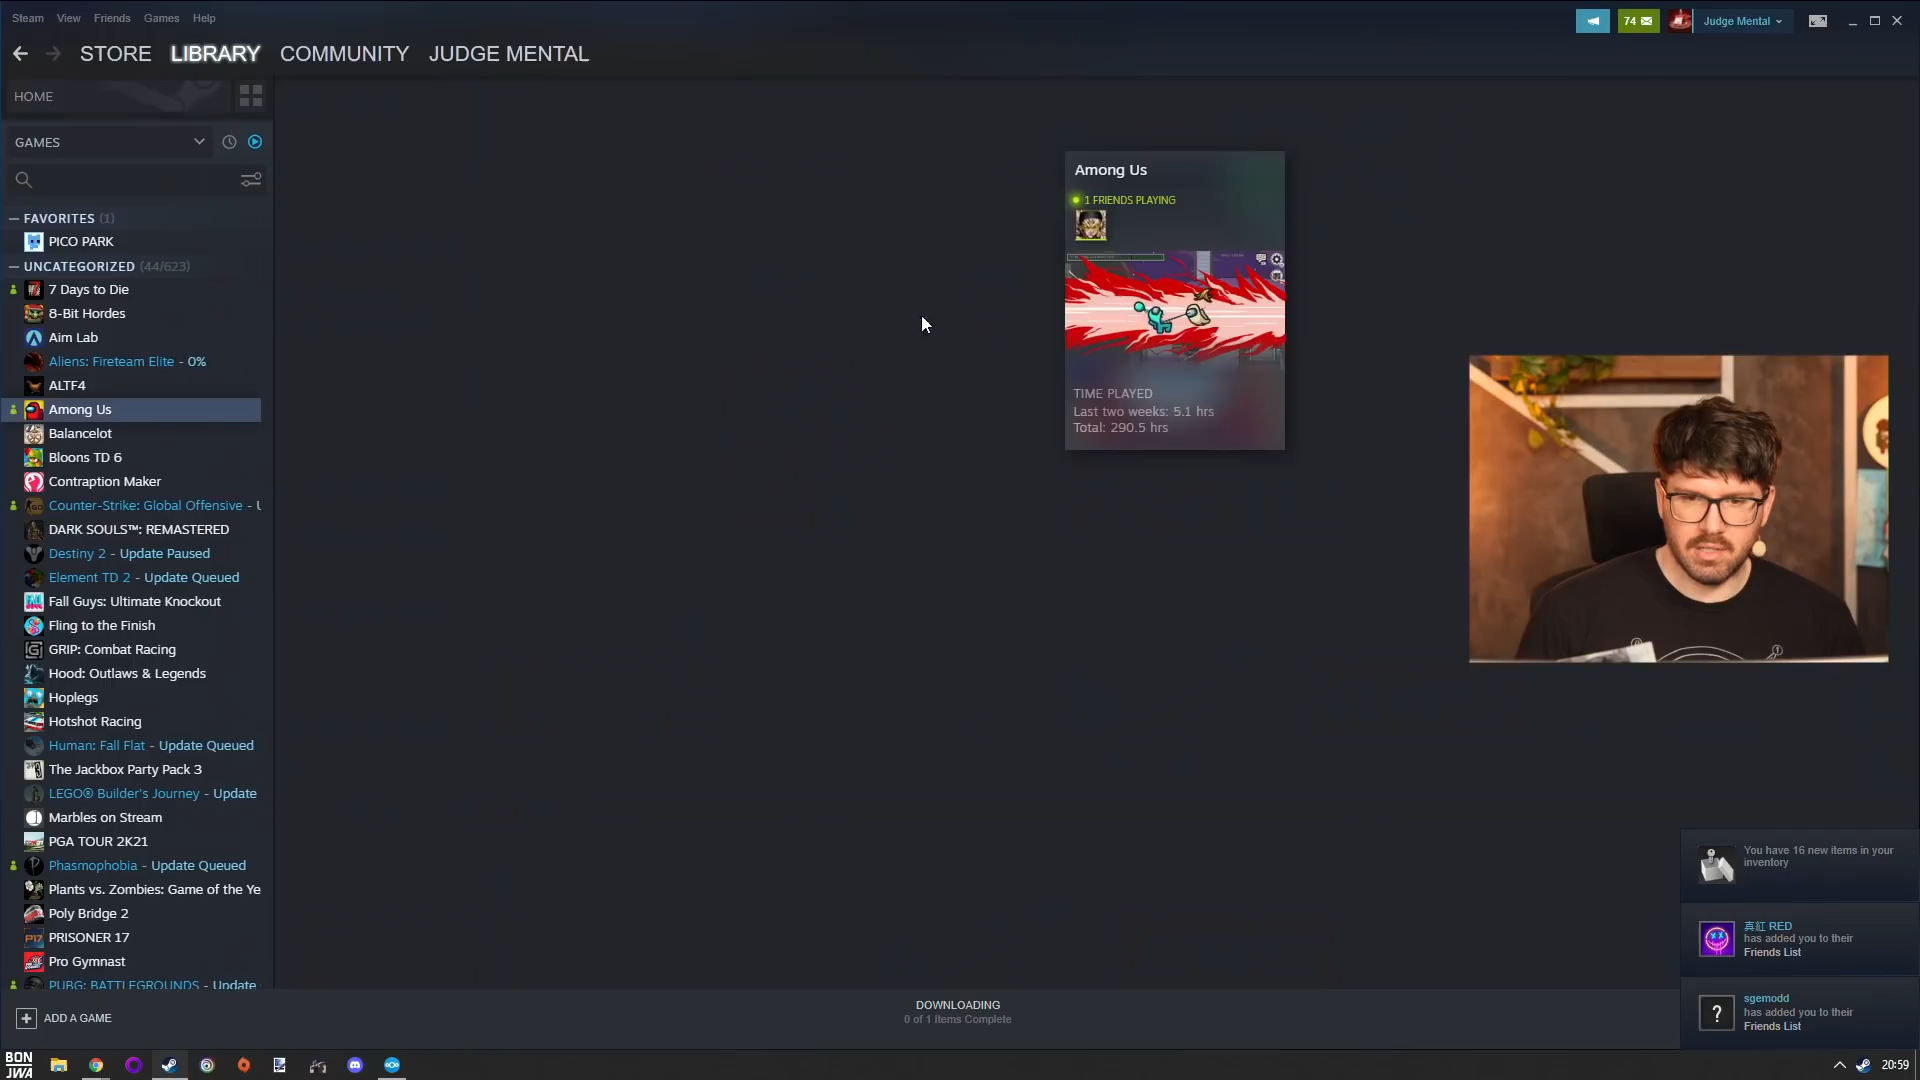 Steam View Friends Games Help
74
Judge Mental
STORE LIBRARY COMMUNITY JUDGE MENTAL
HOME
GAMES
FAVORITES (1)
PICO PARK
UNCATEGORIZED (44/623)
7 Days to Die
8-Bit Hordes
Aim Lab
Aliens: Fireteam Elite - 0%
ALTF4
Among Us
Balancelot
Bloons TD 6
Contraption Maker
Counter-Strike: Global Offensive - U
DARK SOULS™: REMASTERED
Destiny 2 - Update Paused
Element TD 2 - Update Queued
Fall Guys: Ultimate Knockout
Fling to the Finish
GRIP: Combat Racing
Hood: Outlaws & Legends
Hoplegs
Hotshot Racing
Human: Fall Flat - Update Queued
The Jackbox Party Pack 3
LEGO® Builder's Journey - Update
Marbles on Stream
PGA TOUR 2K21
Phasmophobia - Update Queued
Plants vs. Zombies: Game of the Ye
Poly Bridge 2
PRISONER 17
Pro Gymnast
PUBG: BATTLEGROUNDS - Update
ADD A GAME
Among Us
1 FRIENDS PLAYING
TIME PLAYED
Last two weeks: 5.1 hrs
Total: 290.5 hrs
DOWNLOADING
0 of 1 Items Complete
You have 16 new items in your
inventory
真紅 RED
has added you to their
Friends List
sgemodd
has added you to their
Friends List
BON
JWA
20:59